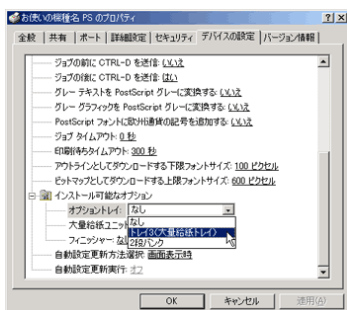 お使いの機種名 PS のプロパティ
全般 共有 ポート 詳細設定 セキュリティ デバイスの設定 バージョン情報
ジョブの前に CTRL-D を送信: いいえ
ジョブの後に CTRL-D を送信: はい
グレー テキストを PostScript グレーに変換する: いいえ
グレー グラフィックを PostScript グレーに変換する: いいえ
PostScript フォントに欧州通貨の記号を追加する: いいえ
ジョブ タイムアウト: 0 秒
印刷待ちタイムアウト: 300 秒
アウトラインとしてダウンロードする下限フォントサイズ: 100 ピクセル
ビットマップとしてダウンロードする上限フォントサイズ: 600 ピクセル
インストール可能なオプション
オプショントレイ: なし
大量給紙ユニット なし
トレイ3(大量給紙トレイ)
フィニッシャー: な 2段バンク
自動設定更新方法選択: 画面表示時
自動設定更新実行: オフ
OK キャンセル 適用(A)